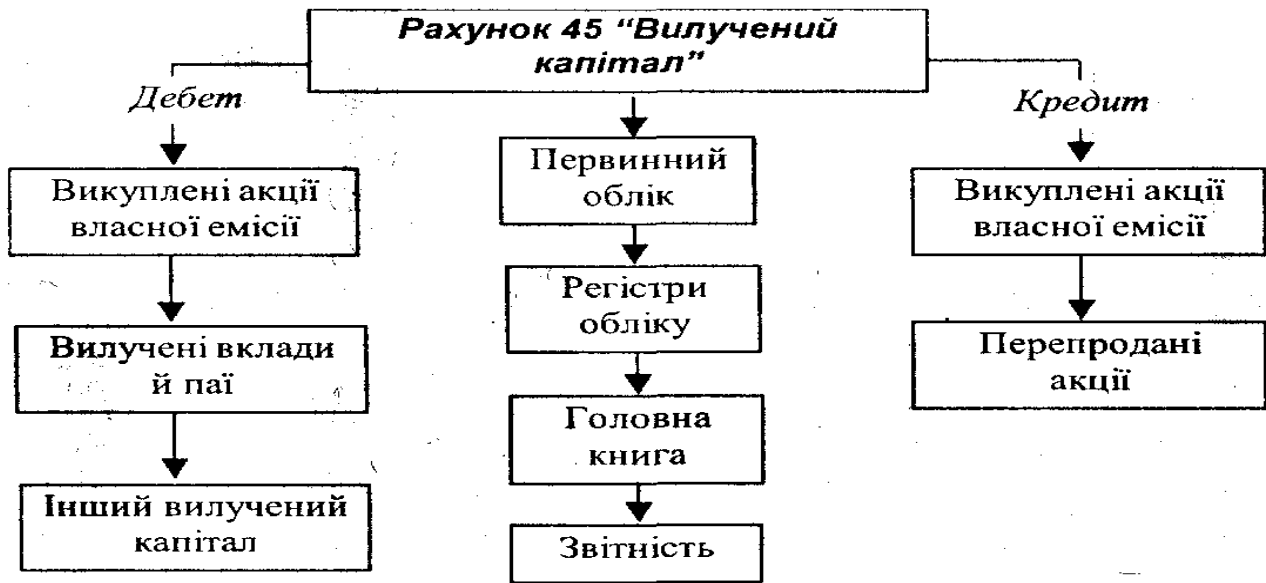 Рахунок 45 “Вилучений
капітал”
Дебет
Кредит
Викуплені акції
власної емісії
Вилучені вклади
й паї
Інший вилучений
капітал
Первинний
облік
Регістри
обліку
Головна
книга
Звітність
Викуплені акції
власної емісії
Перепродані
акції